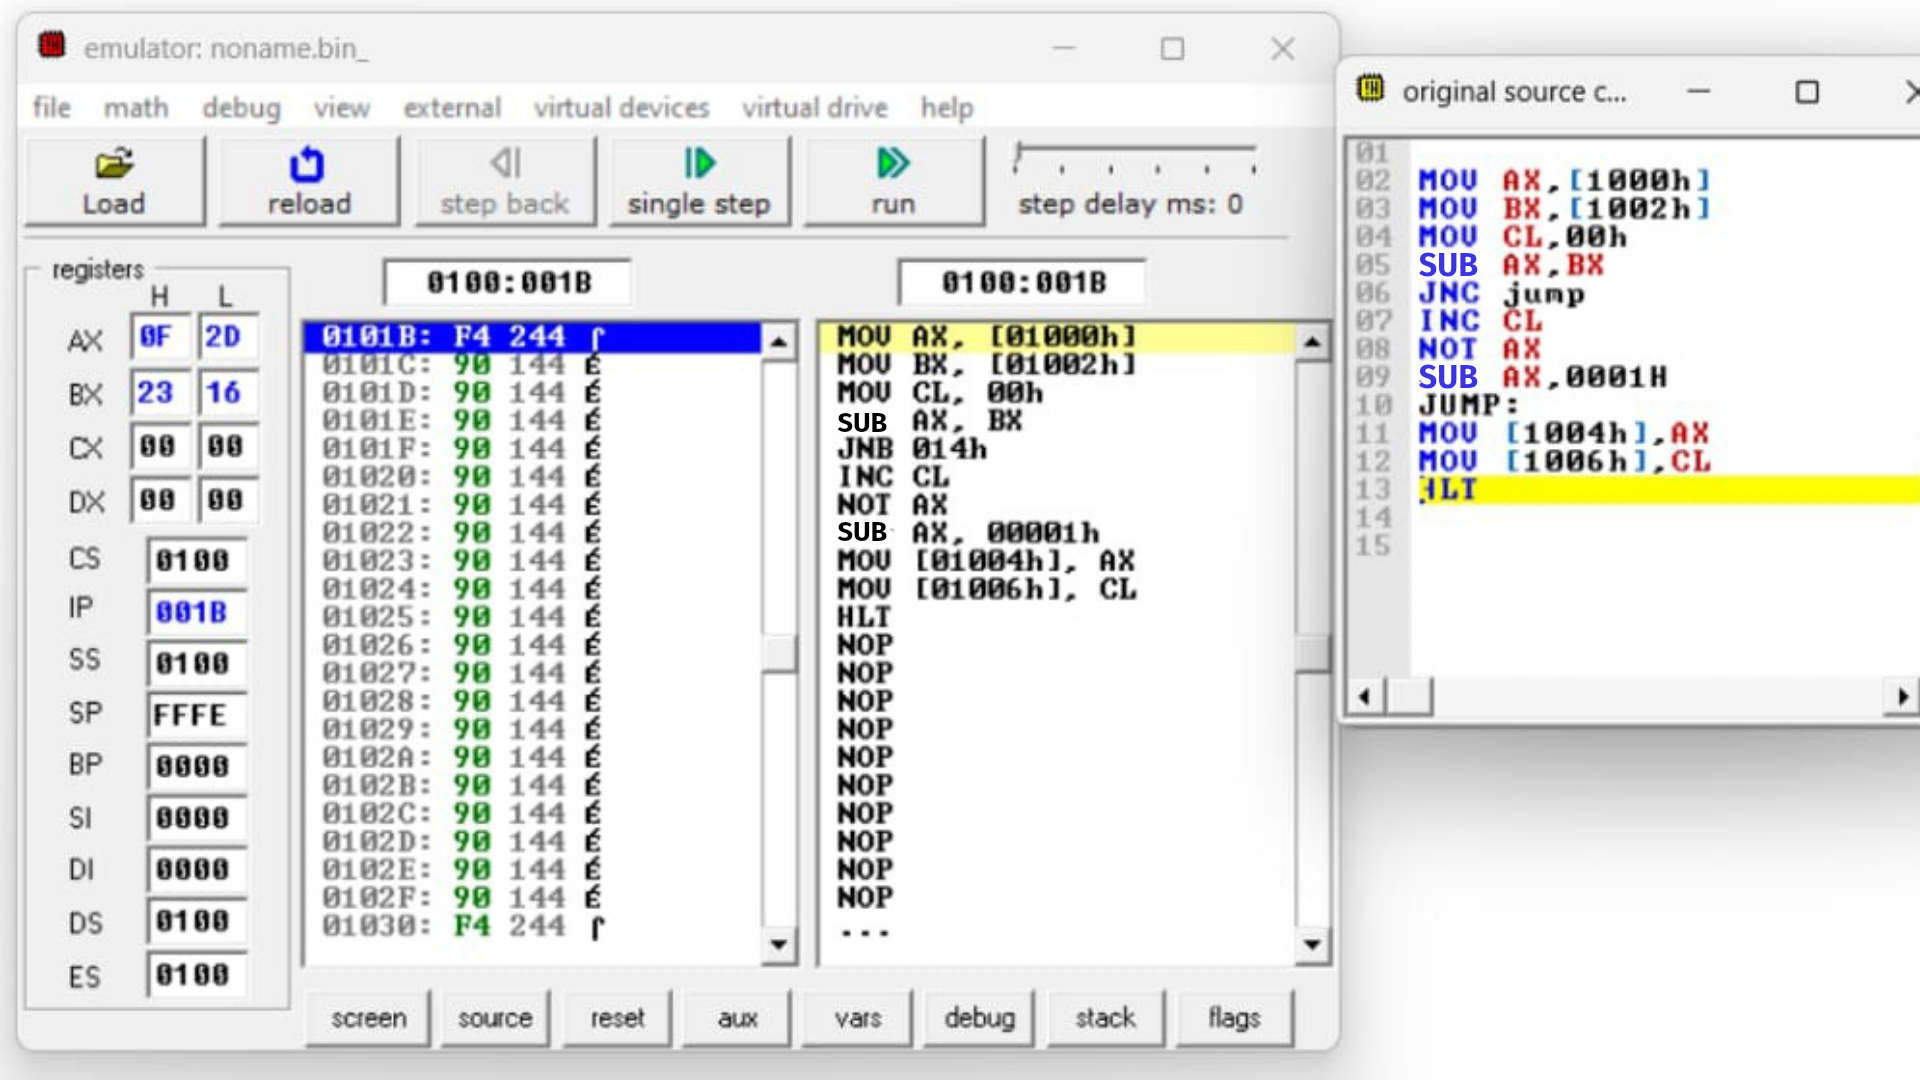 emulator: noname.bin_
file math debug view external virtual devices virtual drive help
Load reload step back single step run step delay ms: 0
registers
H L
AX 0F 2D
BX 23 16
CX 00 00
DX 00 00
CS 0100
IP 001B
SS 0100
SP FFFE
BP 0000
SI 0000
DI 0000
DS 0100
ES 0100
0100:001B
0101B: F4 244 ⌠
0101C: 90 144 É
0101D: 90 144 É
0101E: 90 144 É
0101F: 90 144 É
01020: 90 144 É
01021: 90 144 É
01022: 90 144 É
01023: 90 144 É
01024: 90 144 É
01025: 90 144 É
01026: 90 144 É
01027: 90 144 É
01028: 90 144 É
01029: 90 144 É
0102A: 90 144 É
0102B: 90 144 É
0102C: 90 144 É
0102D: 90 144 É
0102E: 90 144 É
0102F: 90 144 É
01030: F4 244 ⌠
0100:001B
MOV AX, [01000h]
MOV BX, [01002h]
MOV CL, 00h
SUB AX, BX
JNB 014h
INC CL
NOT AX
SUB AX, 00001h
MOV [01004h], AX
MOV [01006h], CL
HLT
NOP
NOP
NOP
NOP
NOP
NOP
NOP
NOP
NOP
NOP
...
screen source reset aux vars debug stack flags
original source c...
01
02 MOV AX,[1000h]
03 MOV BX,[1002h]
04 MOV CL,00h
05 SUB AX,BX
06 JNC jump
07 INC CL
08 NOT AX
09 SUB AX,0001H
10 JUMP:
11 MOV [1004h],AX
12 MOV [1006h],CL
13 HLT
14
15